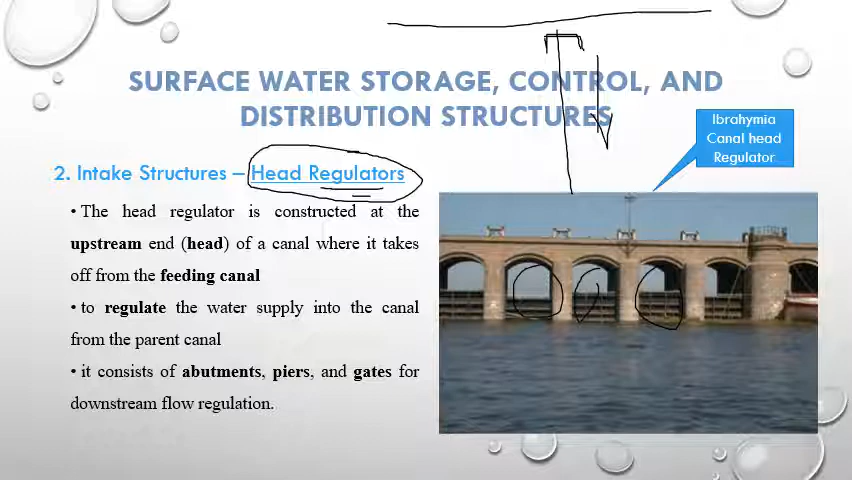 SURFACE WATER STORAGE, CONTROL, AND
DISTRIBUTION STRUCTURES
Ibrahymia
Canal head
Regulator
2. Intake Structures – Head Regulators
• The head regulator is constructed at the
upstream end (head) of a canal where it takes
off from the feeding canal
• to regulate the water supply into the canal
from the parent canal
• it consists of abutments, piers, and gates for
downstream flow regulation.